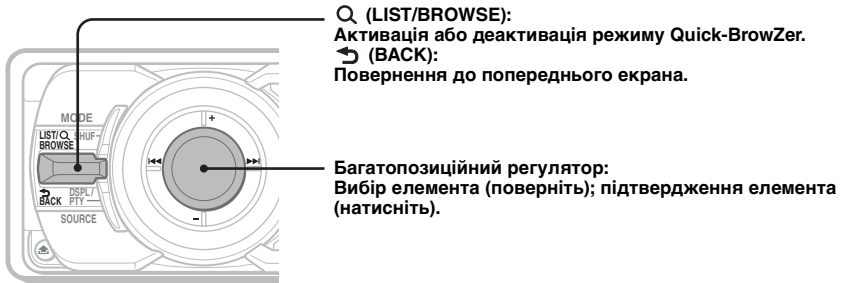 (LIST/BROWSE):
Активація або деактивація режиму Quick-BrowZer.
(BACK):
Повернення до попереднього екрана.
MODE
LIST/ SHUF
BROWSE
+
Багатопозиційний регулятор:
Вибір елемента (поверніть); підтвердження елемента
(натисніть).
DSPL/
BACK PTY
SOURCE
–